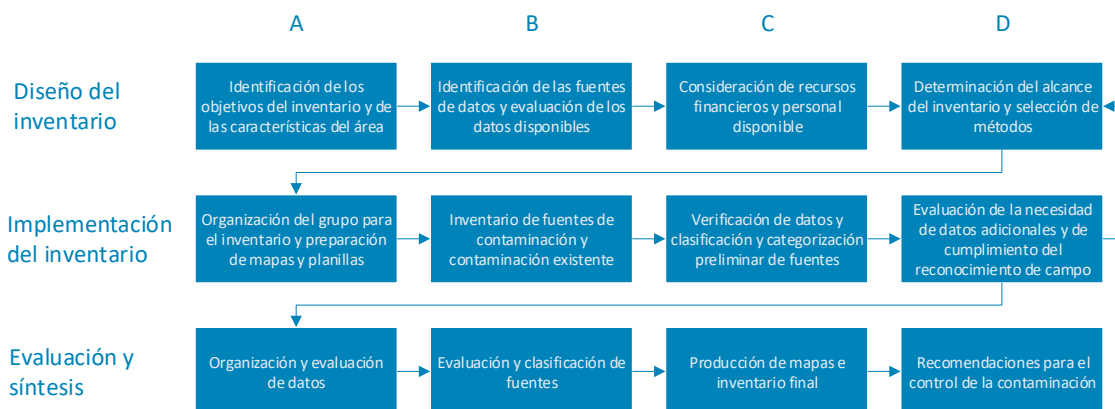 A
B
C
D
Diseño del
inventario
Identificación de los
objetivos del inventario y de
las características del área
Identificación de las fuentes
de datos y evaluación de los
datos disponibles
Consideración de recursos
financieros y personal
disponible
Determinación del alcance
del inventario y selección de
métodos
Implementación
del inventario
Organización del grupo para
el inventario y preparación
de mapas y planillas
Inventario de fuentes de
contaminación y
contaminación existente
Verificación de datos y
clasificación y categorización
preliminar de fuentes
Evaluación de la necesidad
de datos adicionales y de
cumplimiento del
reconocimiento de campo
Evaluación y
síntesis
Organización y evaluación
de datos
Evaluación y clasificación de
fuentes
Producción de mapas e
inventario final
Recomendaciones para el
control de la contaminación